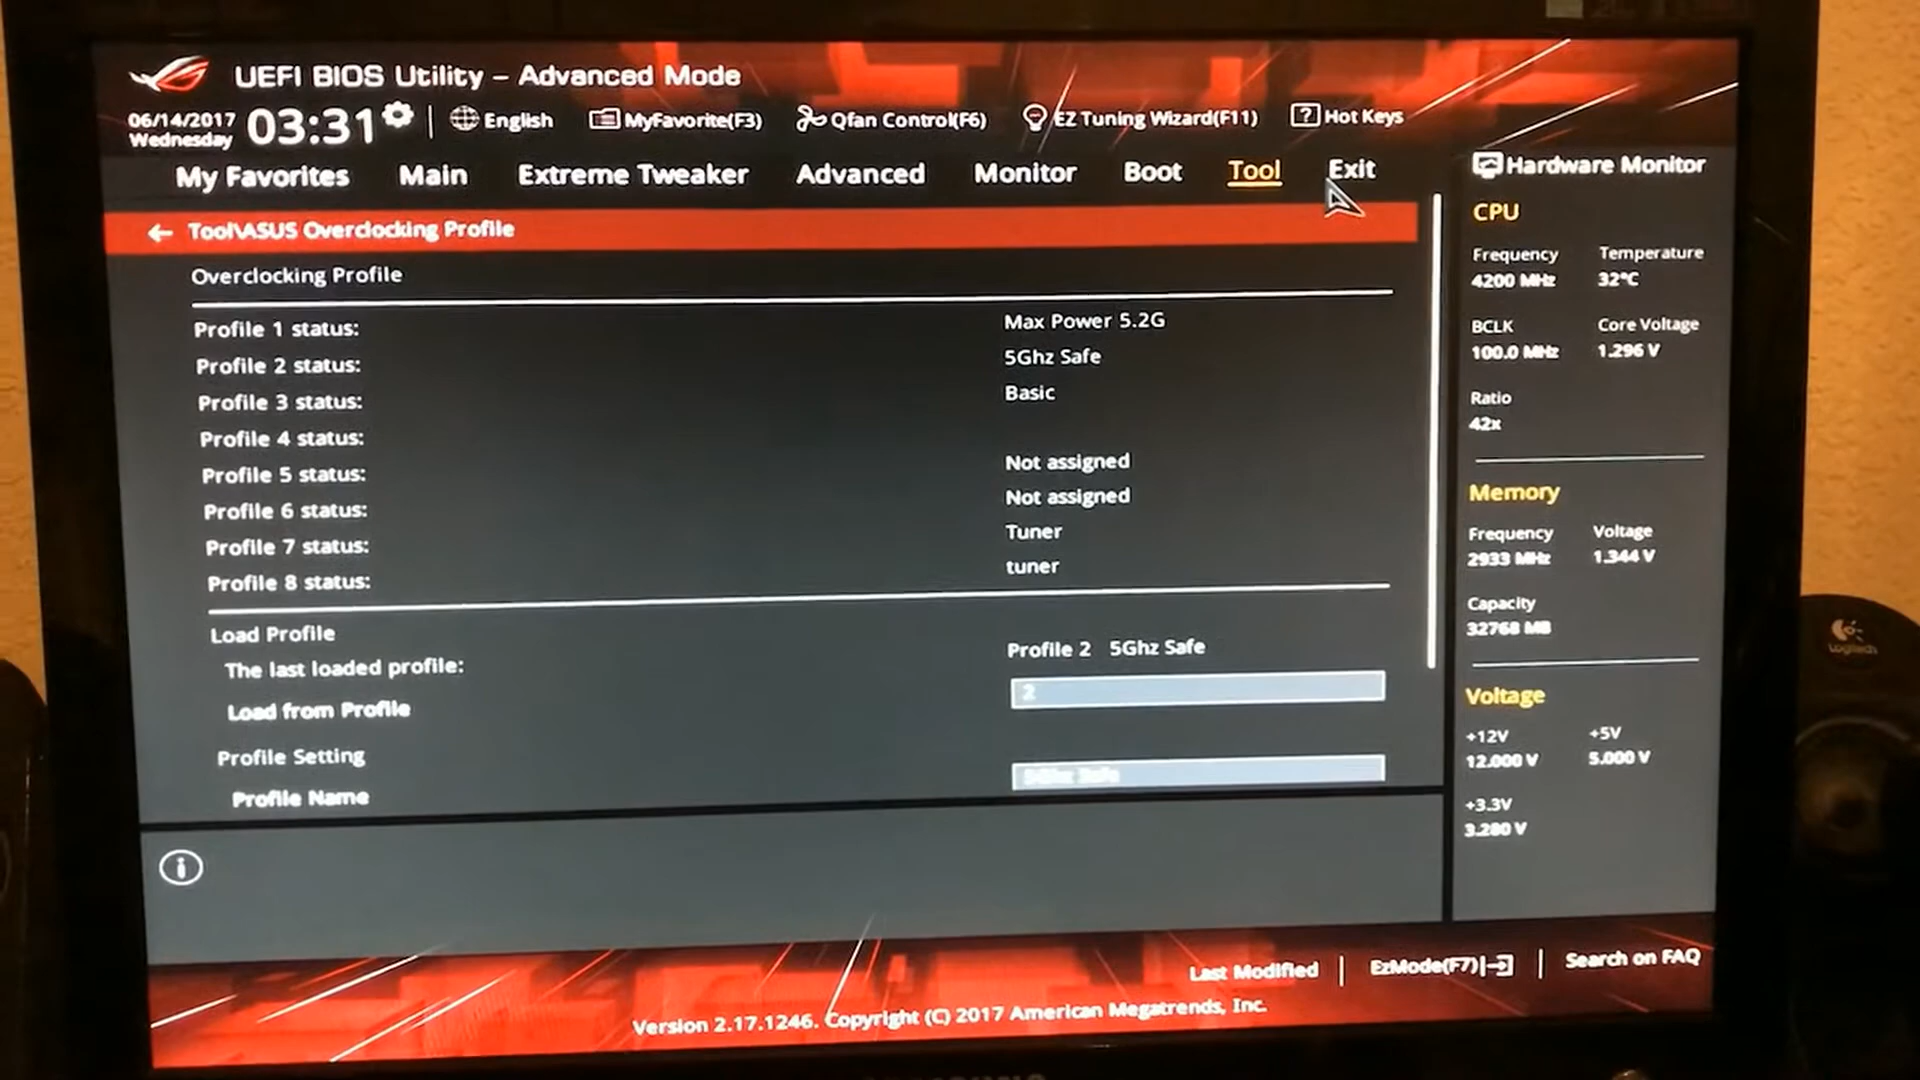 UEFI BIOS Utility – Advanced Mode
06/14/2017
Wednesday
03:31
English
MyFavorite(F3)
Qfan Control(F6)
EZ Tuning Wizard(F11)
? Hot Keys
My Favorites
Main
Extreme Tweaker
Advanced
Monitor
Boot
Tool
Exit
← Tool\ASUS Overclocking Profile
Overclocking Profile
Profile 1 status: Max Power 5.2G
Profile 2 status: 5Ghz Safe
Profile 3 status: Basic
Profile 4 status:
Profile 5 status: Not assigned
Profile 6 status: Not assigned
Profile 7 status: Tuner
Profile 8 status: tuner
Load Profile
The last loaded profile: Profile 2 5Ghz Safe
Load from Profile 2
Profile Setting
Profile Name 5Ghz Safe
Hardware Monitor
CPU
Frequency Temperature
4200 MHz 32°C
BCLK Core Voltage
100.0 MHz 1.296 V
Ratio
42x
Memory
Frequency Voltage
2933 MHz 1.344 V
Capacity
32768 MB
Voltage
+12V +5V
12.000 V 5.000 V
+3.3V
3.280 V
i
Last Modified | EzMode(F7) | Search on FAQ
Version 2.17.1246. Copyright (C) 2017 American Megatrends, Inc.
Logitech